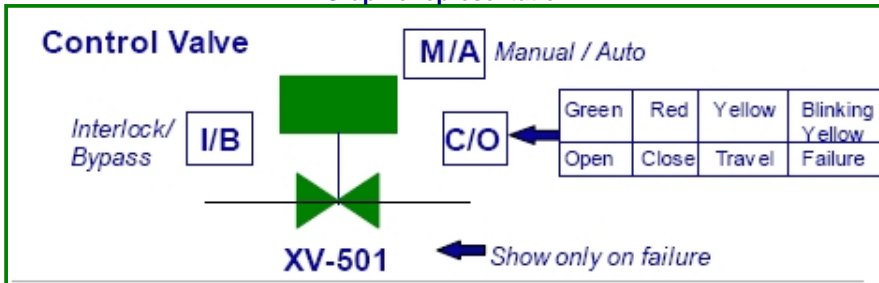 Control Valve
M/A Manual / Auto
Interlock/
Bypass
I/B
C/O
Green Red Yellow Blinking
Yellow
Open Close Travel Failure
XV-501
Show only on failure